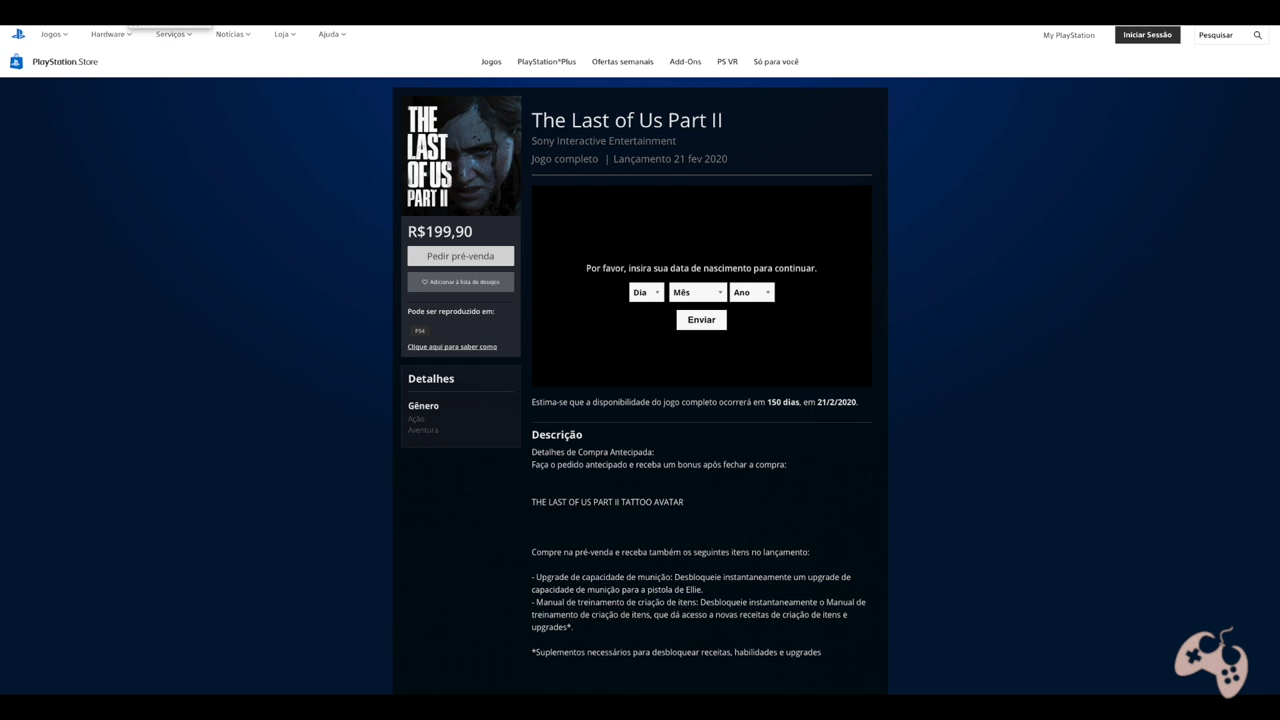 Jogos
Hardware
Serviços
Notícias
Loja
Ajuda
My PlayStation
Iniciar Sessão
Pesquisar
PlayStation Store
Jogos
PlayStation®Plus
Ofertas semanais
Add-Ons
PS VR
Só para você
THE
LAST
OF US
PART II
R$199,90
Pedir pré-venda
Adicionar à lista de desejos
Pode ser reproduzido em:
PS4
Clique aqui para saber como
Detalhes
Gênero
Ação
Aventura
The Last of Us Part II
Sony Interactive Entertainment
Jogo completo | Lançamento 21 fev 2020
Por favor, insira sua data de nascimento para continuar.
Dia
Mês
Ano
Enviar
Estima-se que a disponibilidade do jogo completo ocorrerá em 150 dias, em 21/2/2020.
Descrição
Detalhes de Compra Antecipada:
Faça o pedido antecipado e receba um bonus após fechar a compra:
THE LAST OF US PART II TATTOO AVATAR
Compre na pré-venda e receba também os seguintes itens no lançamento:
- Upgrade de capacidade de munição: Desbloqueie instantaneamente um upgrade de
capacidade de munição para a pistola de Ellie.
- Manual de treinamento de criação de itens: Desbloqueie instantaneamente o Manual de
treinamento de criação de itens, que dá acesso a novas receitas de criação de itens e
upgrades*.
*Suplementos necessários para desbloquear receitas, habilidades e upgrades